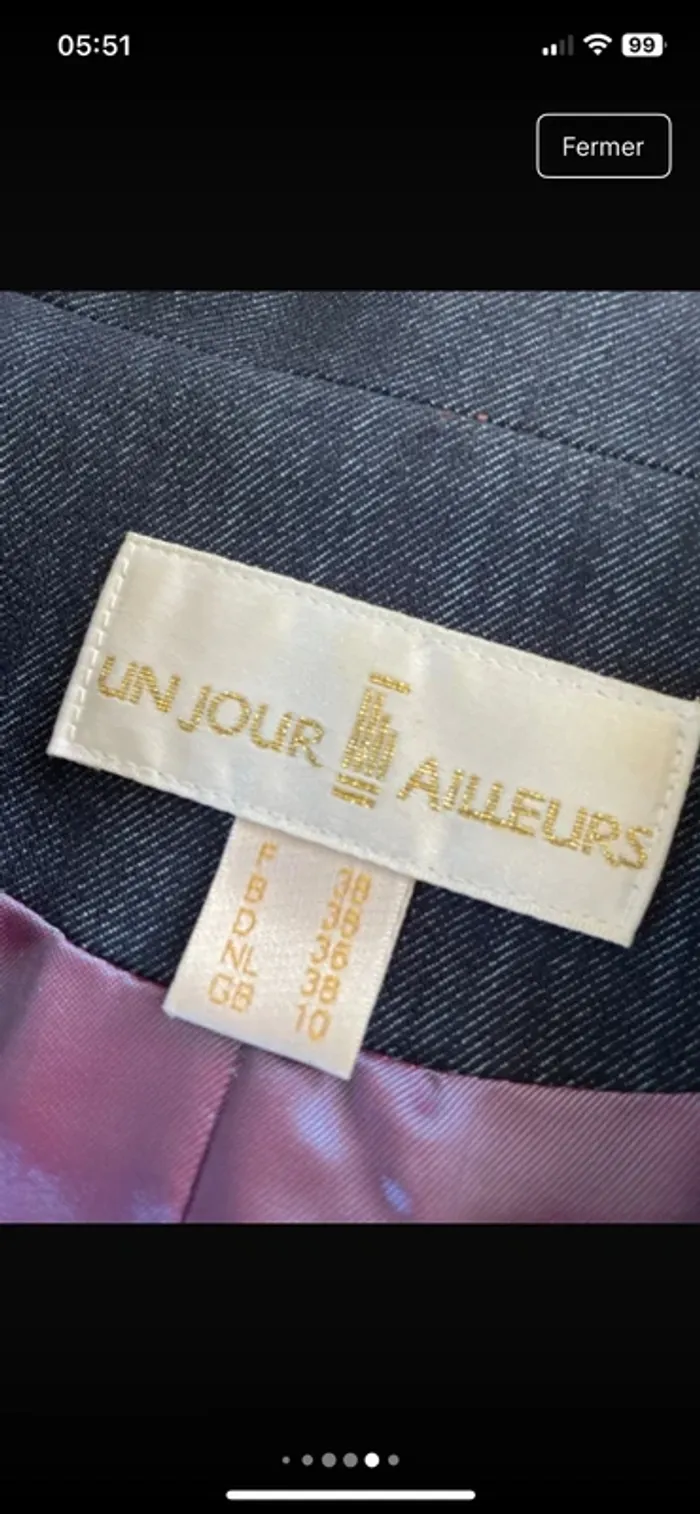 05:51
99
Fermer
UN JOUR AILLEURS
F 38
B 38
D 36
NL 38
GB 10